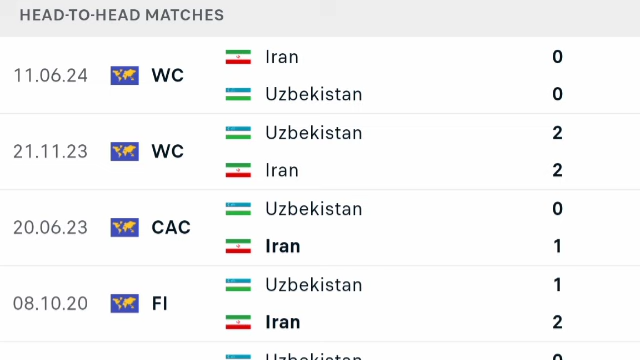 HEAD-TO-HEAD MATCHES
11.06.24 WC
Iran 0
Uzbekistan 0
21.11.23 WC
Uzbekistan 2
Iran 2
20.06.23 CAC
Uzbekistan 0
Iran 1
08.10.20 FI
Uzbekistan 1
Iran 2
Uzbekistan 0